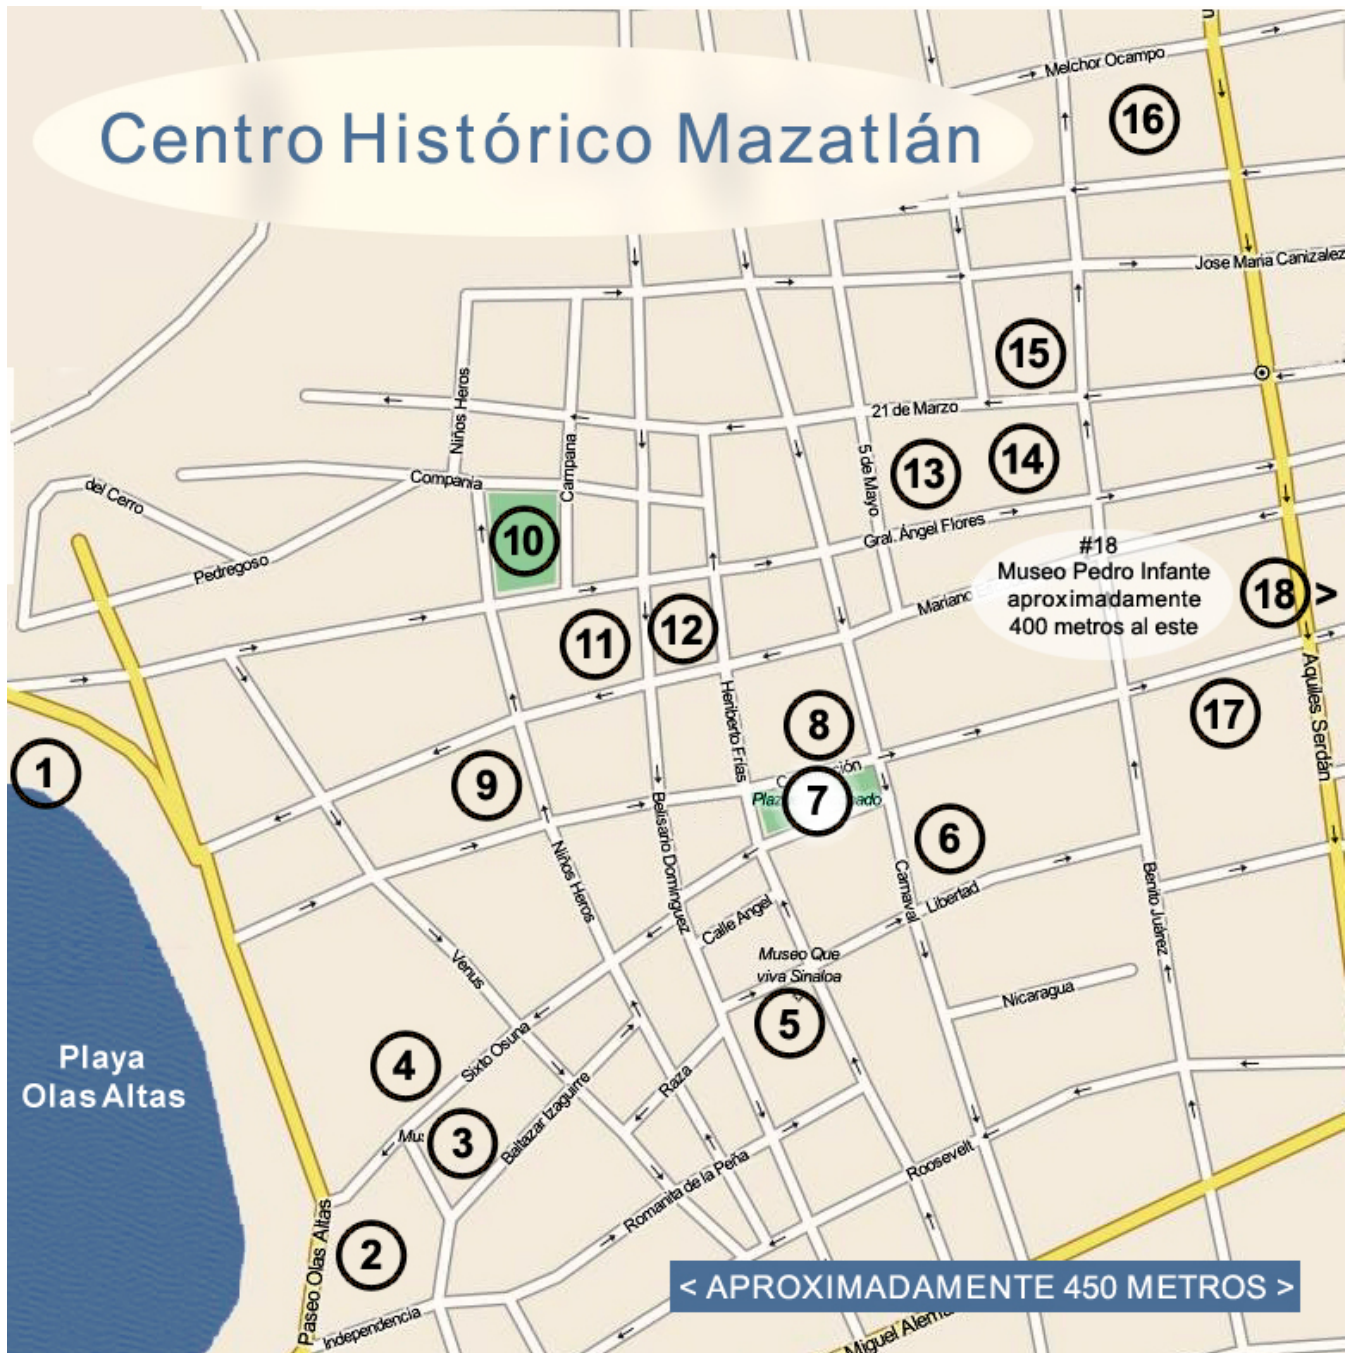 Centro Histórico Mazatlán
Melchor Ocampo
16
Jose Maria Canizalez
15
21 de Marzo
Niños Heros
Campana
Compania
5 de Mayo
13
14
del Cerro
10
Gral. Ángel Flores
Pedregoso
#18
Museo Pedro Infante
aproximadamente
400 metros al este
18 >
Mariano
11
12
Aquiles Serdán
Heriberto Frías
8
17
1
9
7
6
Belisario Dominguez
Niños Heros
Carnaval
Libertad
Benito Juárez
Calle Angel
Venus
Museo Que
viva Sinaloa
5
Nicaragua
Playa
Olas Altas
4
Sixto Osuna
Raza
Baltazar Izaguirre
3
Roosevelt
Romanita de la Peña
2
Paseo Olas Altas
Independencia
< APROXIMADAMENTE 450 METROS >